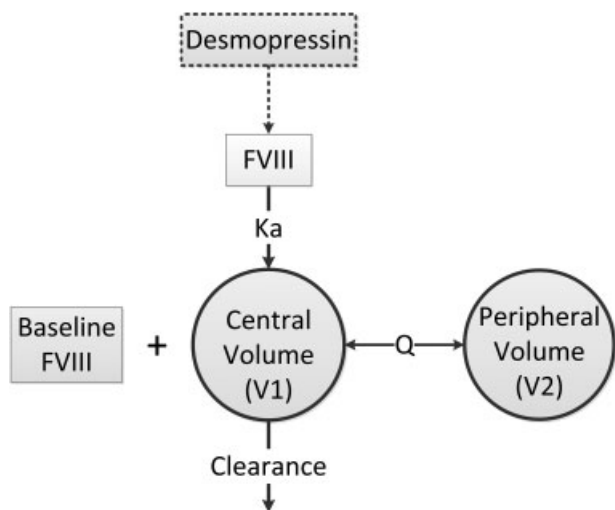 Desmopressin
FVIII
Ka
Baseline
FVIII
+
Central
Volume
(V1)
Q
Peripheral
Volume
(V2)
Clearance